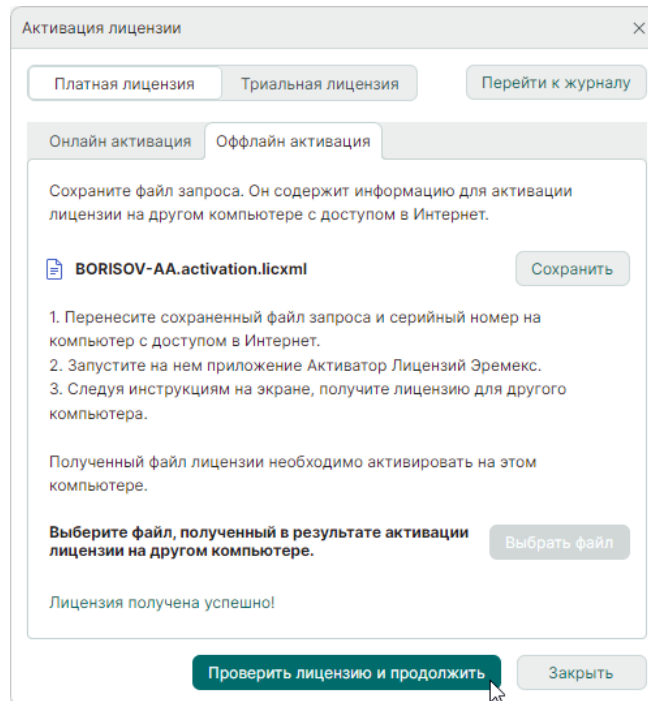 Активация лицензии
Платная лицензия
Триальная лицензия
Перейти к журналу
Онлайн активация
Оффлайн активация
Сохраните файл запроса. Он содержит информацию для активации
лицензии на другом компьютере с доступом в Интернет.
BORISOV-AA.activation.licxml
Сохранить
1. Перенесите сохраненный файл запроса и серийный номер на
компьютер с доступом в Интернет.
2. Запустите на нем приложение Активатор Лицензий Эремекс.
3. Следуя инструкциям на экране, получите лицензию для другого
компьютера.
Полученный файл лицензии необходимо активировать на этом
компьютере.
Выберите файл, полученный в результате активации
лицензии на другом компьютере.
Выбрать файл
Лицензия получена успешно!
Проверить лицензию и продолжить
Закрыть